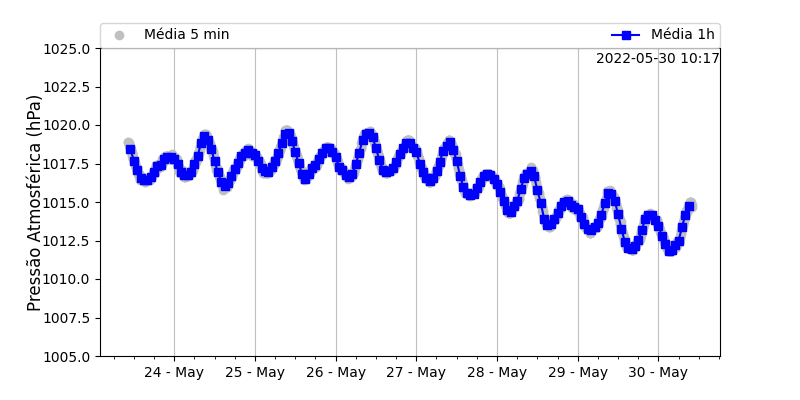 Média 5 min
Média 1h
2022-05-30 10:17
Pressão Atmosférica (hPa)
1025.0
1022.5
1020.0
1017.5
1015.0
1012.5
1010.0
1007.5
1005.0
24 - May
25 - May
26 - May
27 - May
28 - May
29 - May
30 - May